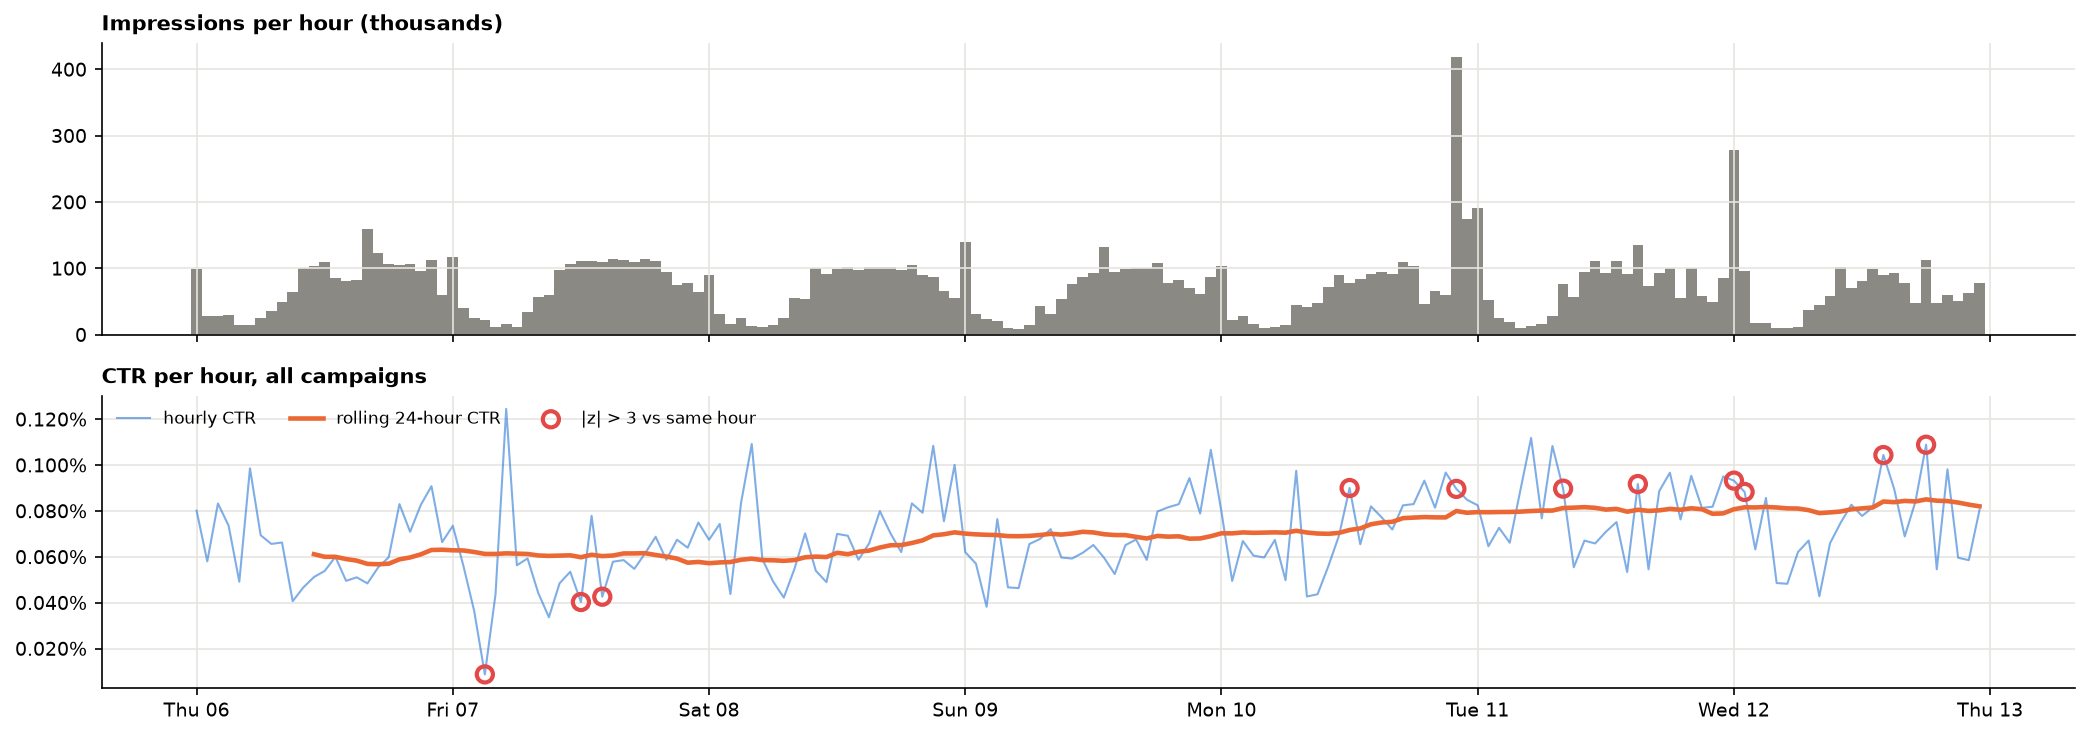 Impressions per hour (thousands)
400
300
200
100
0
CTR per hour, all campaigns
hourly CTR
rolling 24-hour CTR
|z| > 3 vs same hour
0.120%
0.100%
0.080%
0.060%
0.040%
0.020%
Thu 06
Fri 07
Sat 08
Sun 09
Mon 10
Tue 11
Wed 12
Thu 13